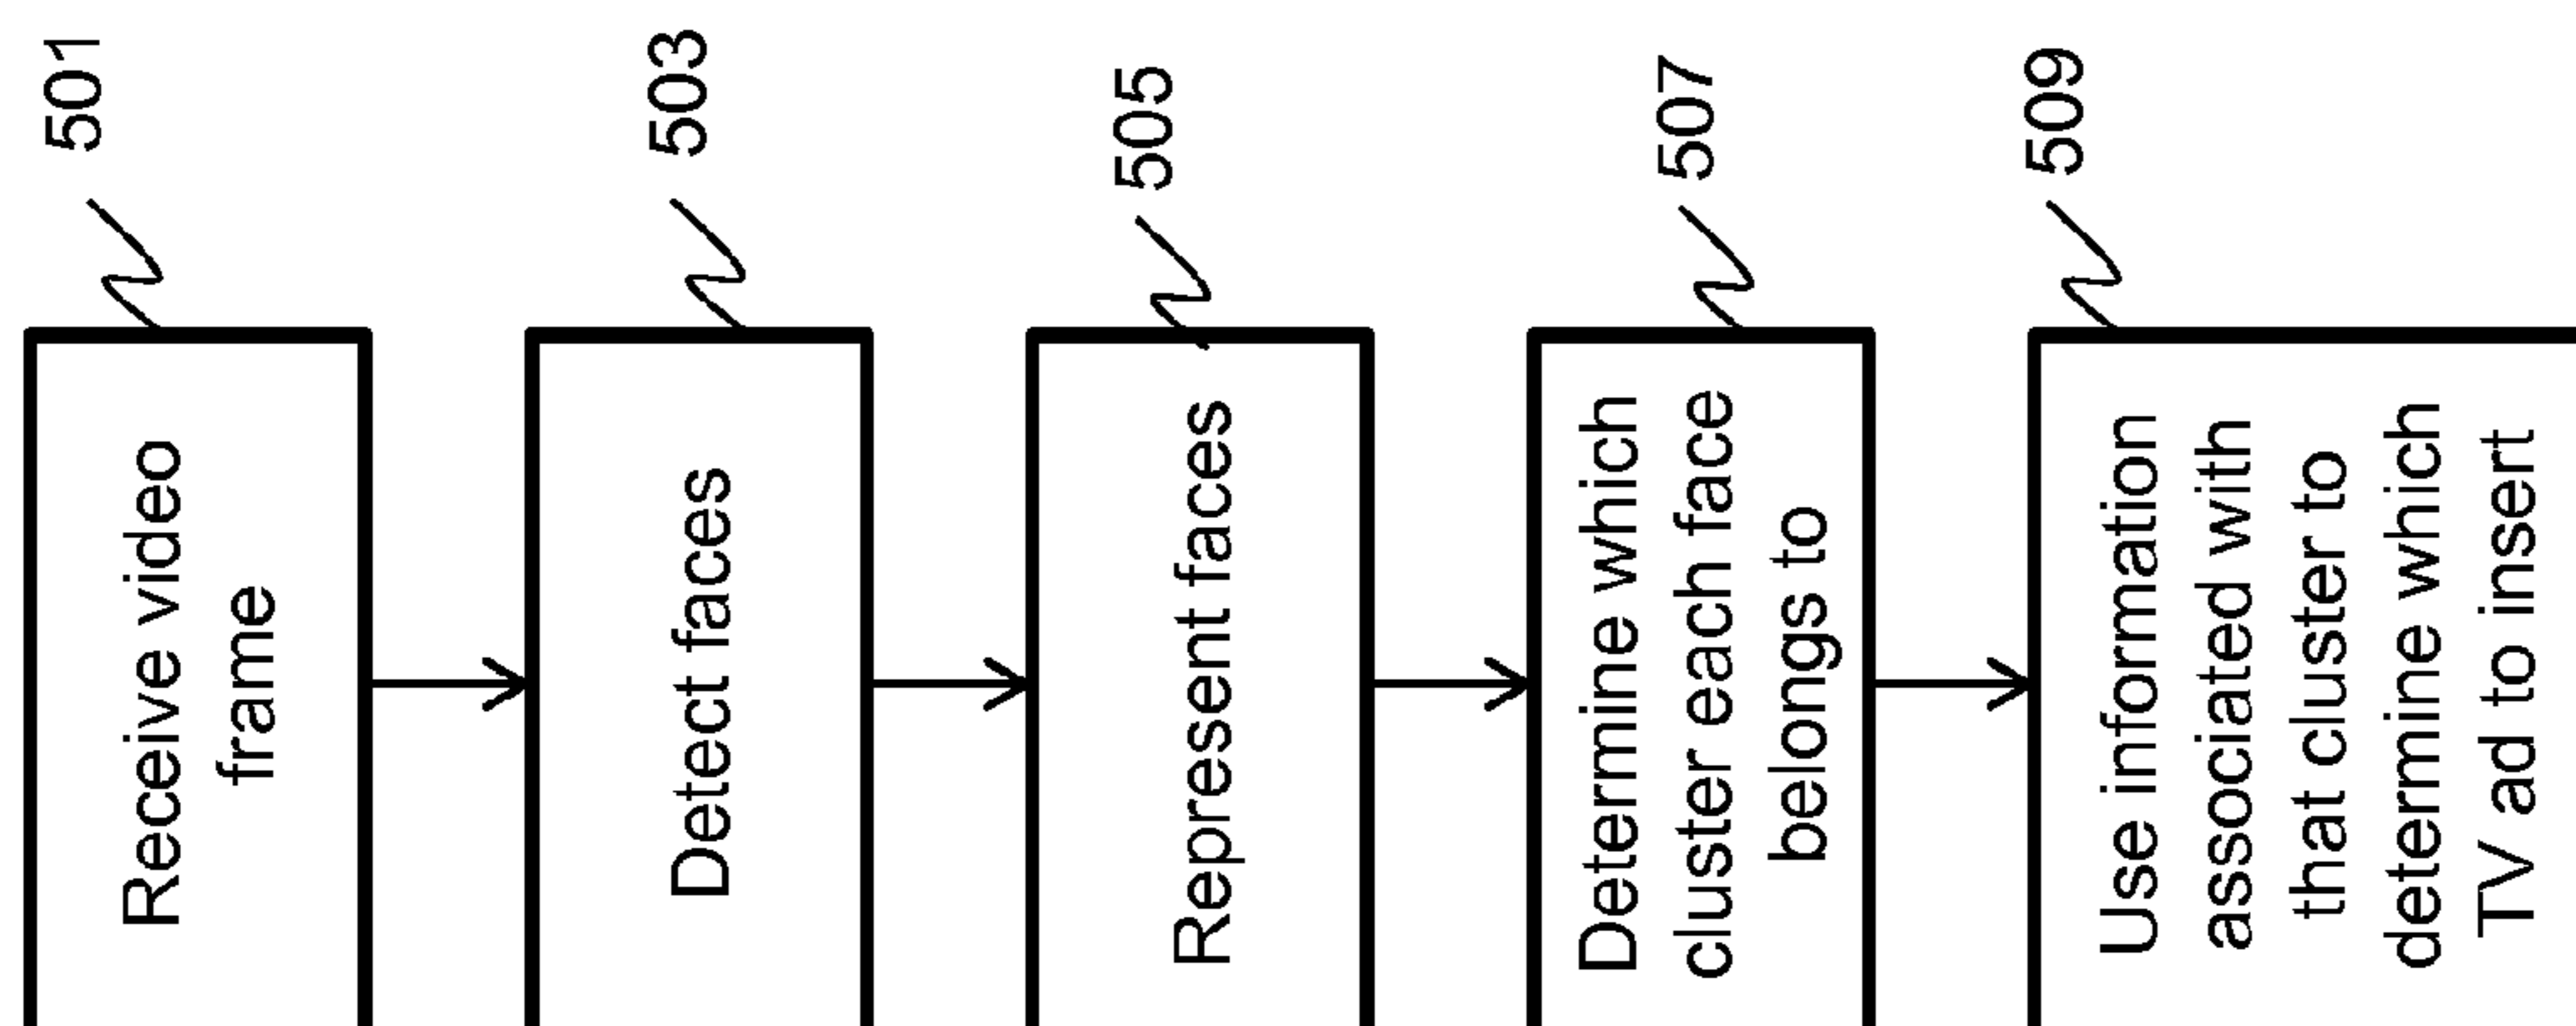 Receive video
frame
501
Detect faces
503
Represent faces
505
Determine which
cluster each face
belongs to
507
Use information
associated with
that cluster to
determine which
TV ad to insert
509